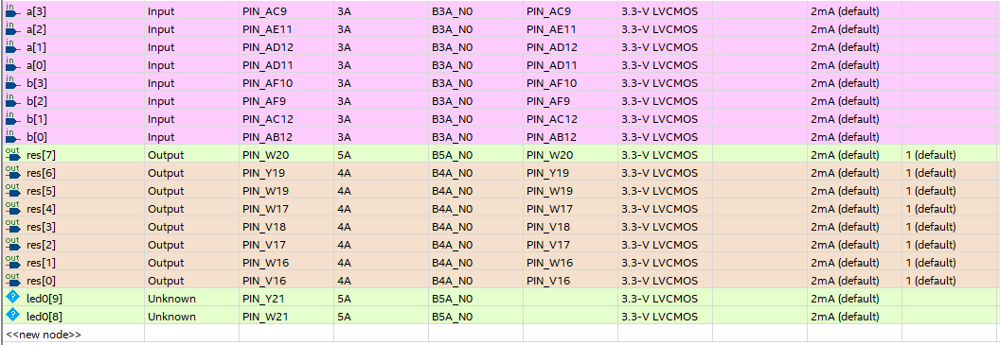 in a[3] Input PIN_AC9 3A B3A_N0 PIN_AC9 3.3-V LVCMOS 2mA (default)
in a[2] Input PIN_AE11 3A B3A_N0 PIN_AE11 3.3-V LVCMOS 2mA (default)
in a[1] Input PIN_AD12 3A B3A_N0 PIN_AD12 3.3-V LVCMOS 2mA (default)
in a[0] Input PIN_AD11 3A B3A_N0 PIN_AD11 3.3-V LVCMOS 2mA (default)
in b[3] Input PIN_AF10 3A B3A_N0 PIN_AF10 3.3-V LVCMOS 2mA (default)
in b[2] Input PIN_AF9 3A B3A_N0 PIN_AF9 3.3-V LVCMOS 2mA (default)
in b[1] Input PIN_AC12 3A B3A_N0 PIN_AC12 3.3-V LVCMOS 2mA (default)
in b[0] Input PIN_AB12 3A B3A_N0 PIN_AB12 3.3-V LVCMOS 2mA (default)
out res[7] Output PIN_W20 5A B5A_N0 PIN_W20 3.3-V LVCMOS 2mA (default) 1 (default)
out res[6] Output PIN_Y19 4A B4A_N0 PIN_Y19 3.3-V LVCMOS 2mA (default) 1 (default)
out res[5] Output PIN_W19 4A B4A_N0 PIN_W19 3.3-V LVCMOS 2mA (default) 1 (default)
out res[4] Output PIN_W17 4A B4A_N0 PIN_W17 3.3-V LVCMOS 2mA (default) 1 (default)
out res[3] Output PIN_V18 4A B4A_N0 PIN_V18 3.3-V LVCMOS 2mA (default) 1 (default)
out res[2] Output PIN_V17 4A B4A_N0 PIN_V17 3.3-V LVCMOS 2mA (default) 1 (default)
out res[1] Output PIN_W16 4A B4A_N0 PIN_W16 3.3-V LVCMOS 2mA (default) 1 (default)
out res[0] Output PIN_V16 4A B4A_N0 PIN_V16 3.3-V LVCMOS 2mA (default) 1 (default)
? led0[9] Unknown PIN_Y21 5A B5A_N0 3.3-V LVCMOS 2mA (default)
? led0[8] Unknown PIN_W21 5A B5A_N0 3.3-V LVCMOS 2mA (default)
<<new node>>